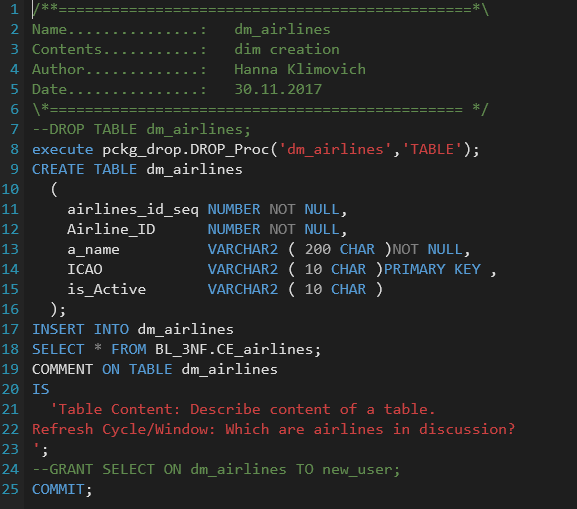 1 /**===============================================*\
2 Name...............:   dm_airlines
3 Contents...........:   dim creation
4 Author.............:   Hanna Klimovich
5 Date...............:   30.11.2017
6 \*=============================================== */
7 --DROP TABLE dm_airlines;
8 execute pckg_drop.DROP_Proc('dm_airlines','TABLE');
9 CREATE TABLE dm_airlines
10   (
11     airlines_id_seq NUMBER NOT NULL,
12     Airline_ID      NUMBER NOT NULL,
13     a_name          VARCHAR2 ( 200 CHAR )NOT NULL,
14     ICAO            VARCHAR2 ( 10 CHAR )PRIMARY KEY ,
15     is_Active       VARCHAR2 ( 10 CHAR )
16   );
17 INSERT INTO dm_airlines
18 SELECT * FROM BL_3NF.CE_airlines;
19 COMMENT ON TABLE dm_airlines
20 IS
21   'Table Content: Describe content of a table.
22 Refresh Cycle/Window: Which are airlines in discussion?
23 ';
24 --GRANT SELECT ON dm_airlines TO new_user;
25 COMMIT;